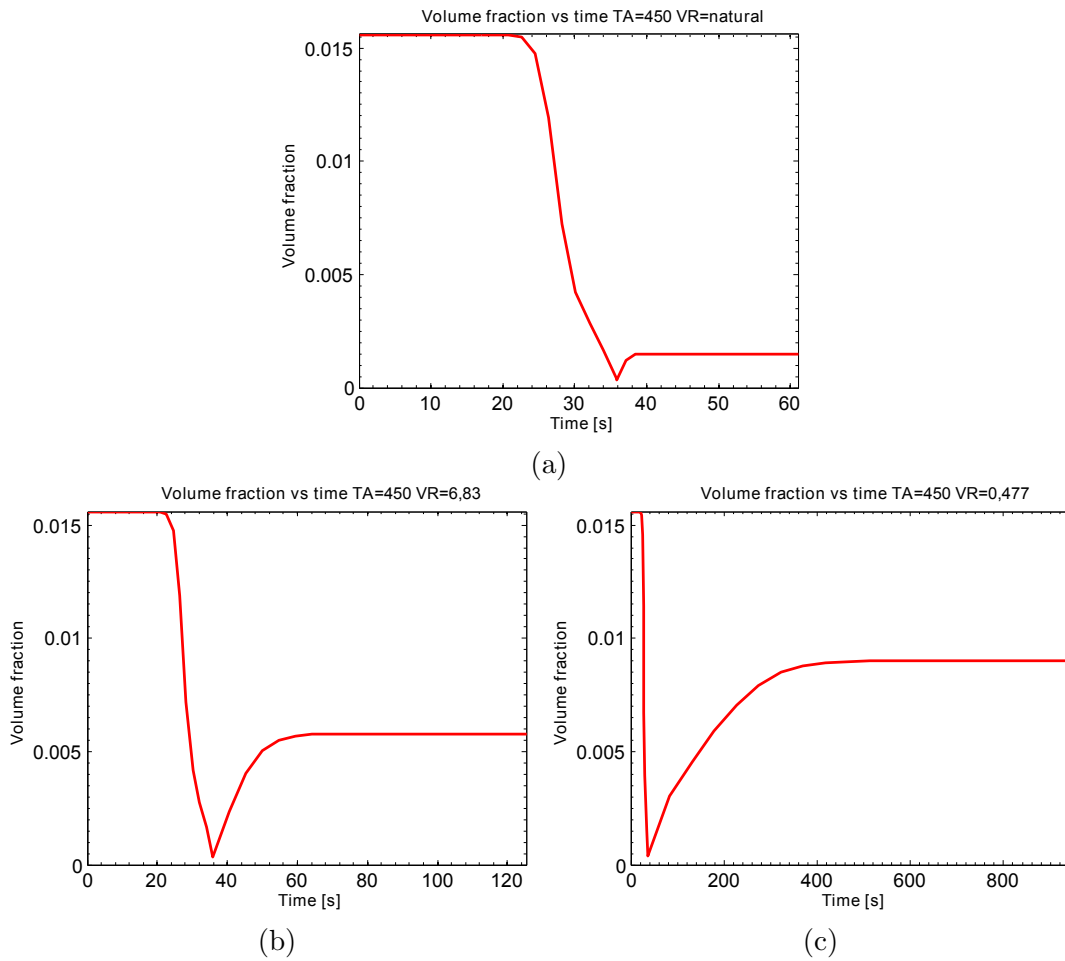 Volume fraction vs time TA=450 VR=natural
0.015
0.01
0.005
0
Volume fraction
0 10 20 30 40 50 60
Time [s]
(a)
Volume fraction vs time TA=450 VR=6,83
0.015
0.01
0.005
0
Volume fraction
0 20 40 60 80 100 120
Time [s]
(b)
Volume fraction vs time TA=450 VR=0,477
0.015
0.01
0.005
0
Volume fraction
0 200 400 600 800
Time [s]
(c)